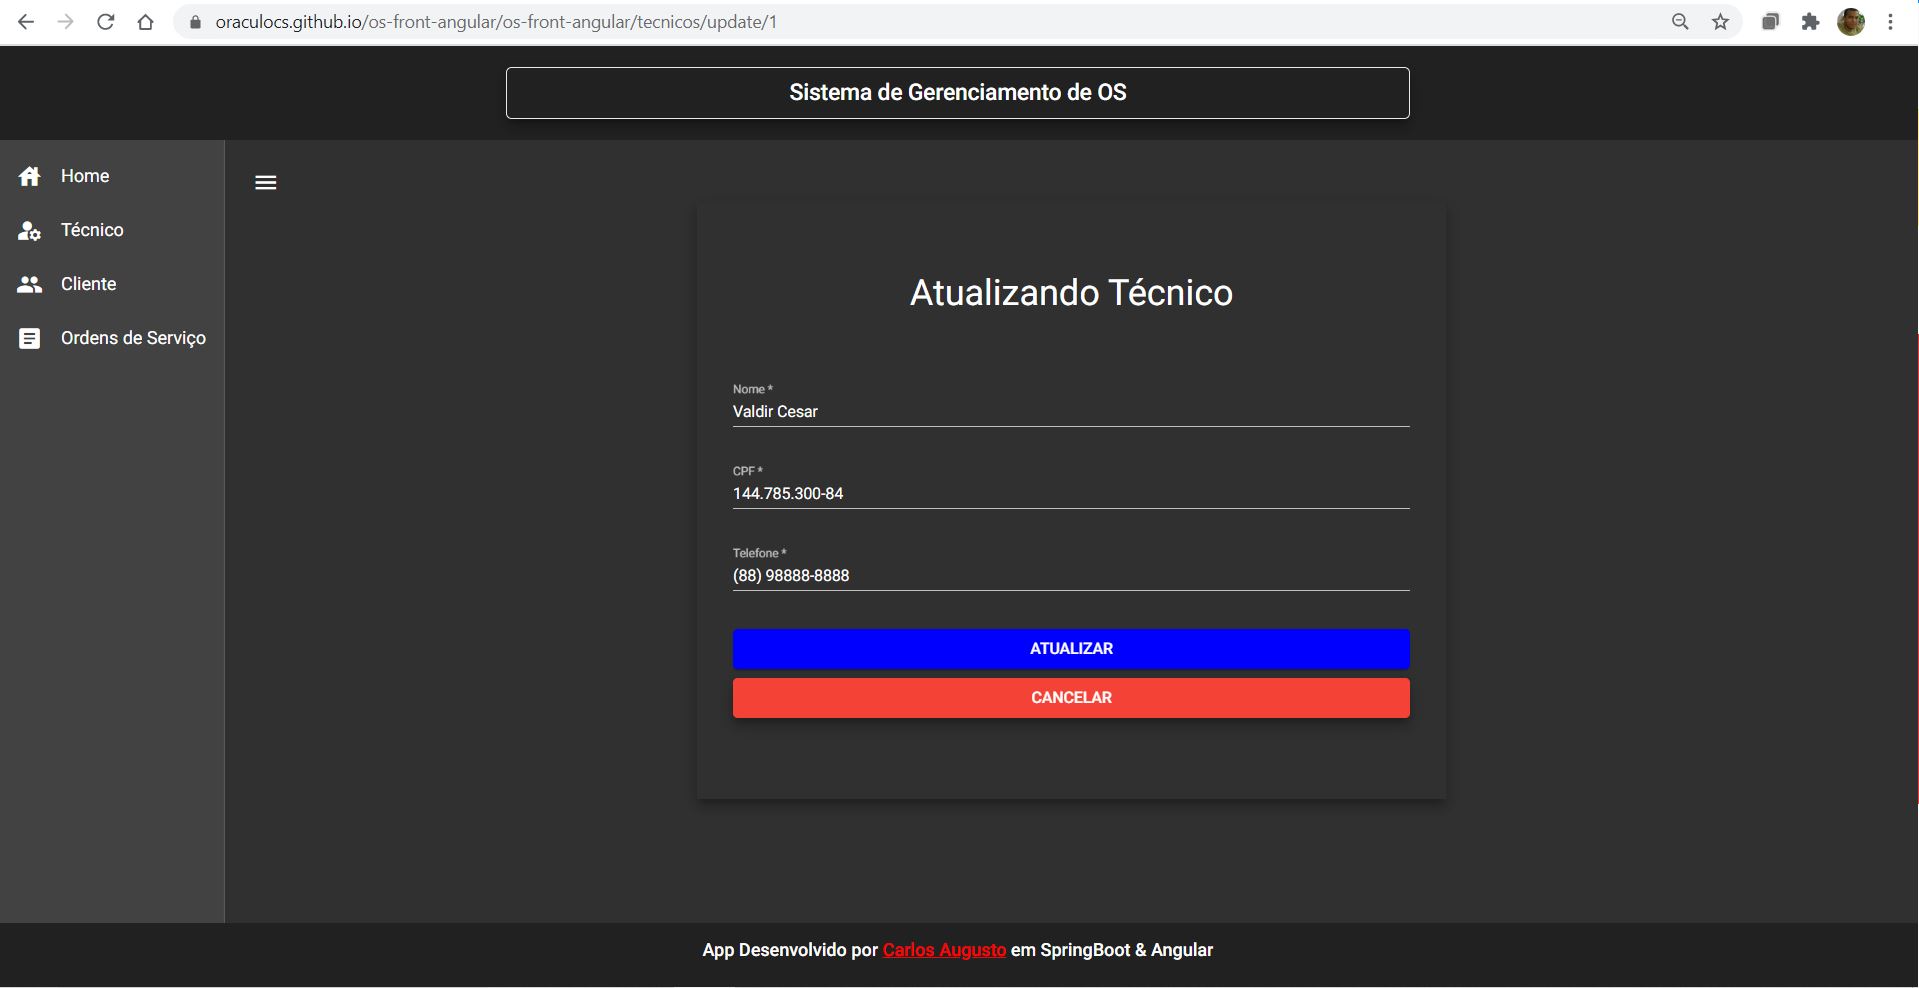 oraculocs.github.io/os-front-angular/os-front-angular/tecnicos/update/1
Sistema de Gerenciamento de OS
Home
Técnico
Cliente
Ordens de Serviço
Atualizando Técnico
Nome *
Valdir Cesar
CPF *
144.785.300-84
Telefone *
(88) 98888-8888
ATUALIZAR
CANCELAR
App Desenvolvido por Carlos Augusto em SpringBoot & Angular